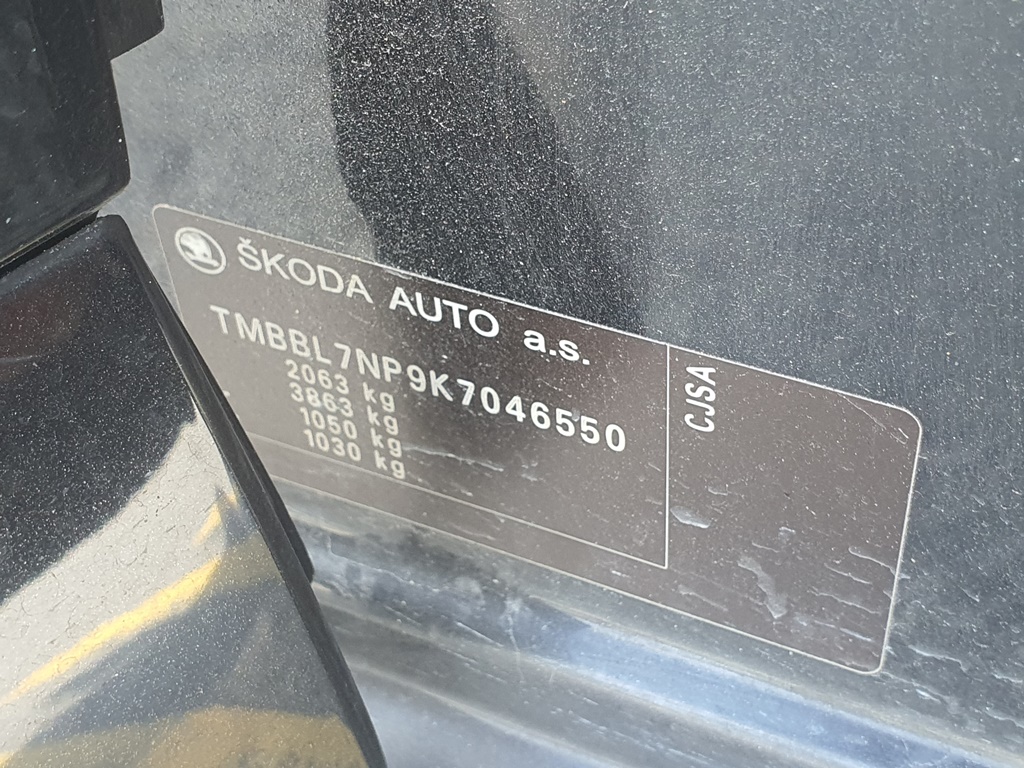 ŠKODA AUTO a.s.
TMBBL7NP9K7046550
2063 kg
3863 kg
1050 kg
1030 kg
CJSA